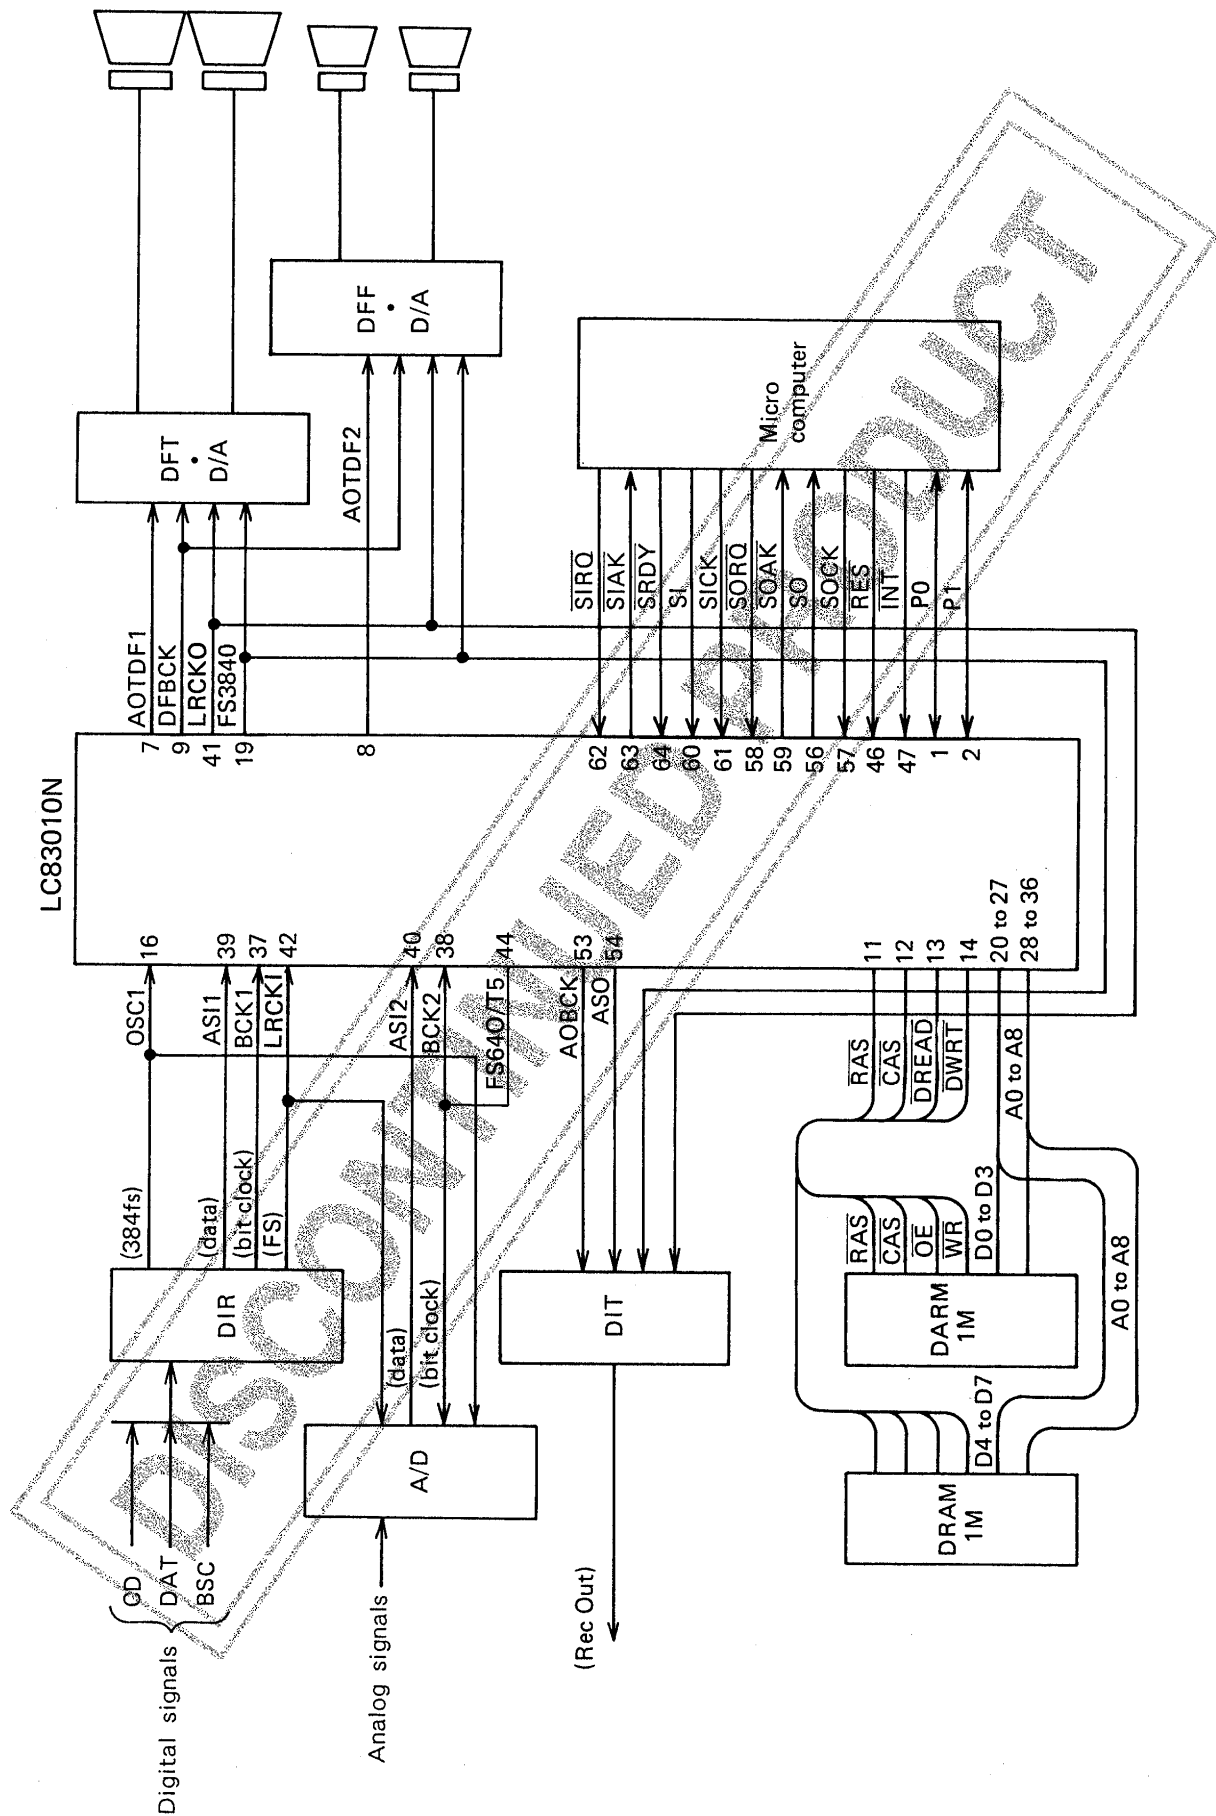 LC83010N
Digital signals
CD
DAT
BSC
DIR
(384fs)
(data)
(bit clock)
(FS)
OSC1
ASI1
BCK1
LRCKI
16
39
37
42
Analog signals
A/D
(data)
(bit clock)
ASI2
BCK2
FS64O/T5
40
38
44
(Rec Out)
DIT
AOBCK
ASO
53
54
DRAM
1M
D4 to D7
A0 to A8
DARM
1M
RAS
CAS
OE
WR
D0 to D3
RAS
CAS
DREAD
DWRT
A0 to A8
11
12
13
14
20 to 27
28 to 36
7
9
41
19
8
AOTDF1
DFBCK
LRCKO
FS384O
AOTDF2
DFT
•
D/A
DFF
•
D/A
62
63
64
60
61
58
59
56
57
46
47
1
2
SIRQ
SIAK
SRDY
SI
SICK
SORQ
SOAK
SO
SOCK
RES
INT
P0
P1
Micro
computer
DISCONTINUED PRODUCT